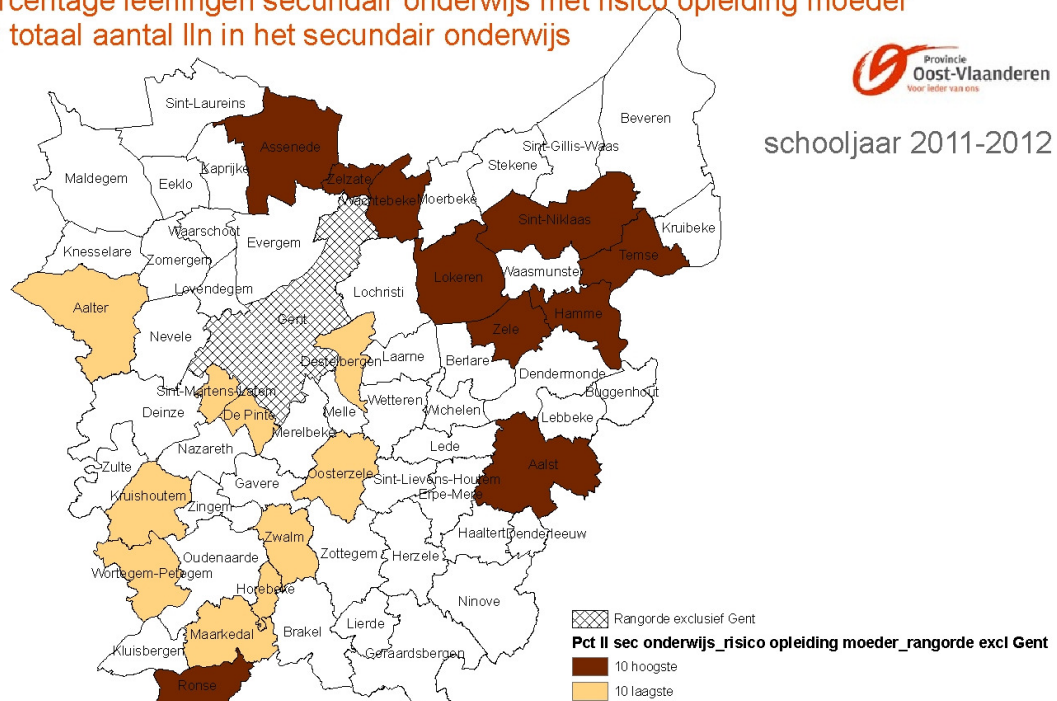 rcentage leerlingen secundair onderwijs met risico opleiding moeder
totaal aantal lln in het secundair onderwijs
Provincie
Oost-Vlaanderen
Voor ieder van ons
schooljaar 2011-2012
Sint-Laureins
Beveren
Assenede
Sint-Gillis-Waas
Stekene
Maldegem
Eeklo
Kaprijke
Zelzate
Wachtebeke
Moerbeke
Sint-Niklaas
Kruibeke
Waarschoot
Evergem
Knesselare
Zomergem
Temse
Lokeren
Waasmunster
Lovendegem
Lochristi
Aalter
Gent
Hamme
Nevele
Zele
Destelbergen
Laarne
Berlare
Dendermonde
Sint-Martens-Latem
Buggenhout
Deinze
De Pinte
Melle
Wetteren
Wichelen
Lebbeke
Merelbeke
Nazareth
Lede
Zulte
Gavere
Oosterzele
Sint-Lievens-Houtem
Aalst
Kruishoutem
Zingem
Erpe-Mere
Zwalm
Haaltert
Denderleeuw
Oudenaarde
Zottegem
Herzele
Wortegem-Petegem
Horebeke
Ninove
Maarkedal
Brakel
Lierde
Kluisbergen
Geraardsbergen
Ronse
Rangorde exclusief Gent
Pct ll sec onderwijs_risico opleiding moeder_rangorde excl Gent
10 hoogste
10 laagste